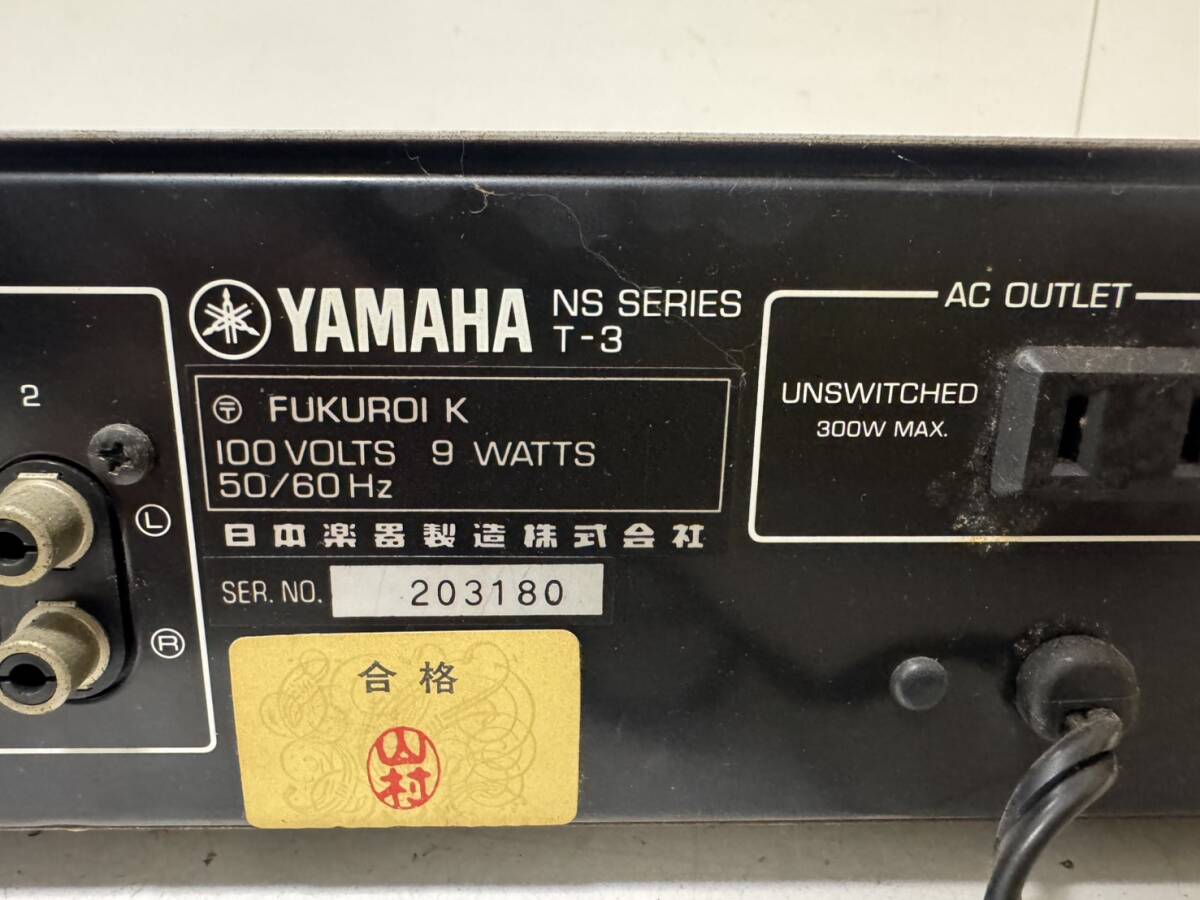 YAMAHA
NS SERIES
T-3
AC OUTLET
UNSWITCHED
300W MAX.
2
〶 FUKUROI K
100 VOLTS 9 WATTS
50/60 Hz
日本楽器製造株式会社
SER. NO. 203180
L
R
合格
山村